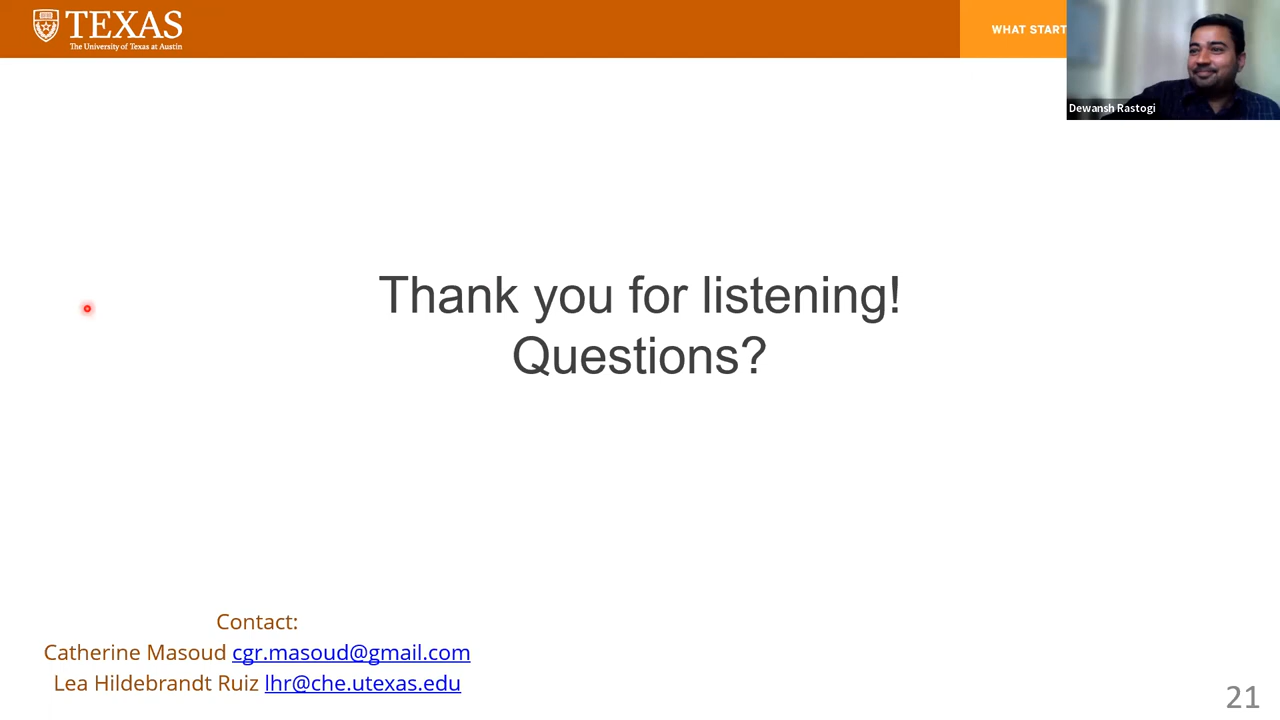 TEXAS
The University of Texas at Austin
WHAT START
Dewansh Rastogi
Thank you for listening!
Questions?
Contact:
Catherine Masoud cgr.masoud@gmail.com
Lea Hildebrandt Ruiz lhr@che.utexas.edu
21